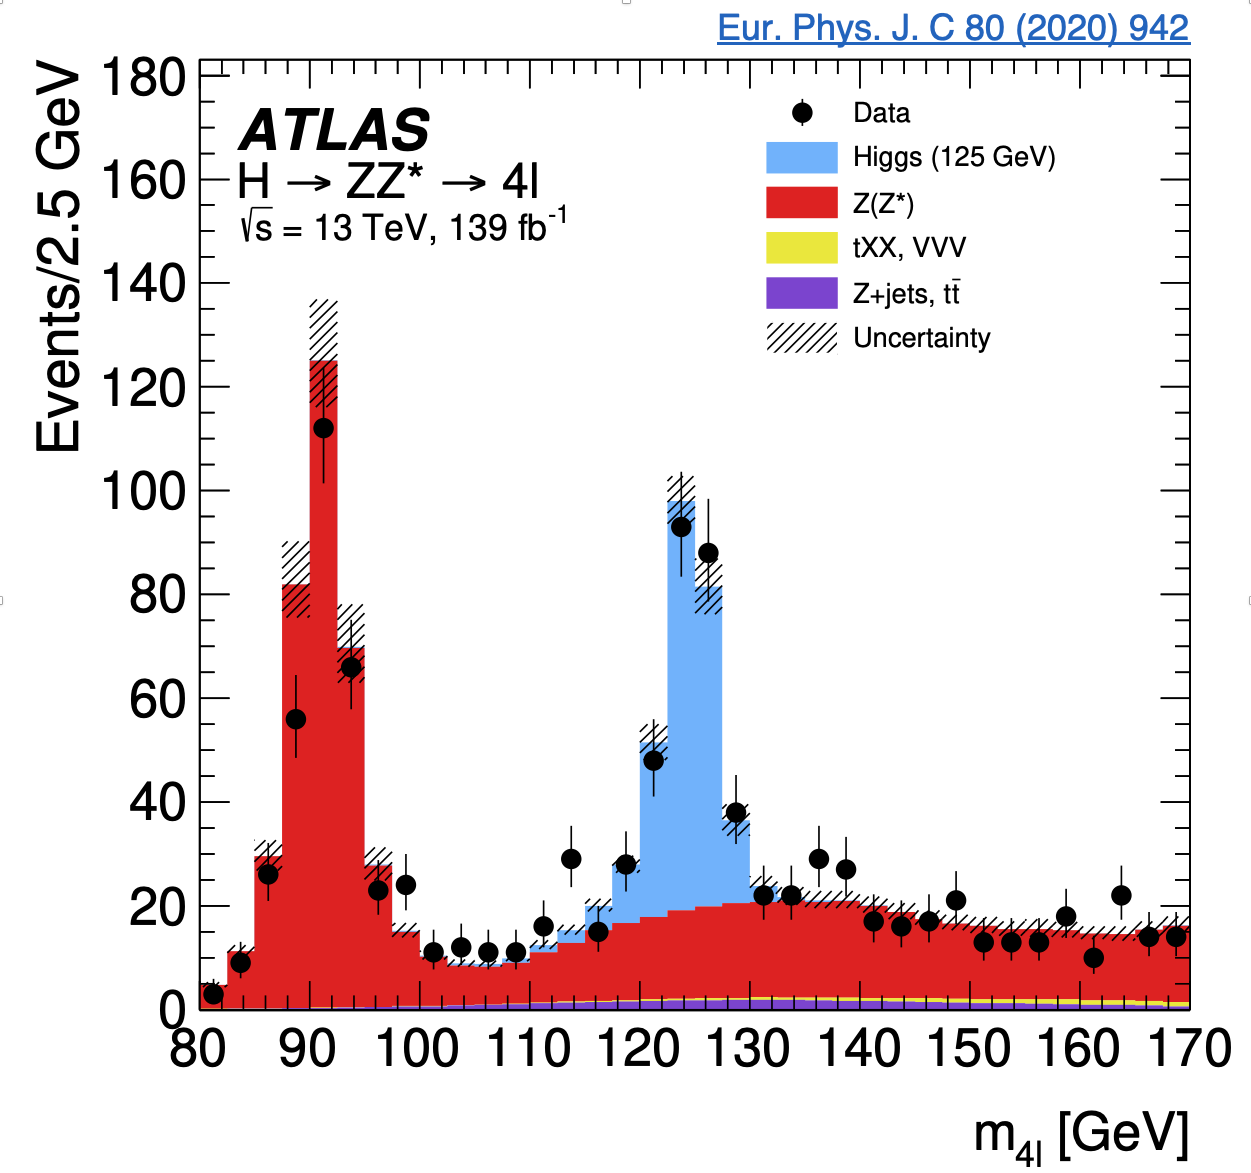 Eur. Phys. J. C 80 (2020) 942
Events/2.5 GeV
180
160
140
120
100
80
60
40
20
0
ATLAS
H → ZZ* → 4l
√s = 13 TeV, 139 fb⁻¹
Data
Higgs (125 GeV)
Z(Z*)
tXX, VVV
Z+jets, tt̄
Uncertainty
80 90 100 110 120 130 140 150 160 170
m₄ₗ [GeV]